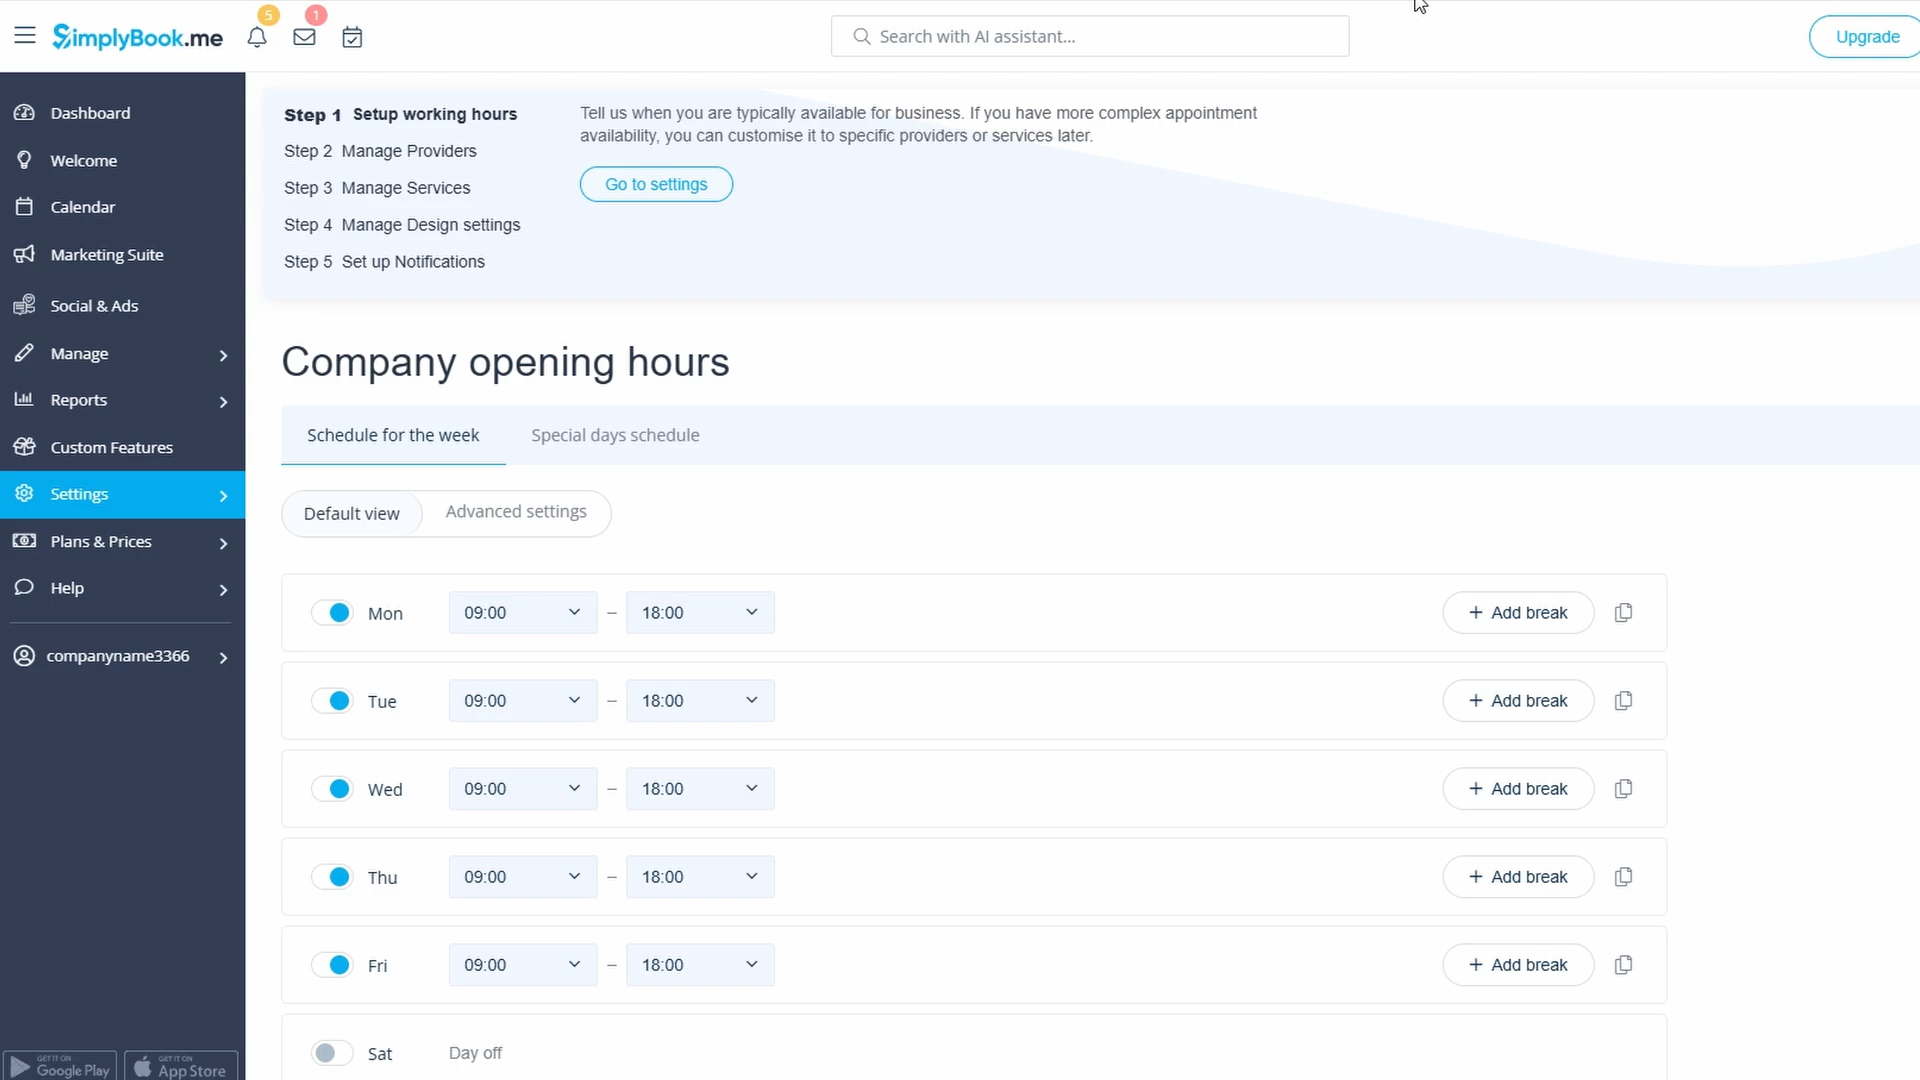 5
1
SimplyBook.me
Search with AI assistant...
Upgrade
Dashboard
Welcome
Calendar
Marketing Suite
Social & Ads
Manage
Reports
Custom Features
Settings
Plans & Prices
Help
companyname3366
GET IT ON
Google Play
GET IT ON
App Store
Step 1 Setup working hours
Step 2 Manage Providers
Step 3 Manage Services
Step 4 Manage Design settings
Step 5 Set up Notifications
Tell us when you are typically available for business. If you have more complex appointment
availability, you can customise it to specific providers or services later.
Go to settings
Company opening hours
Schedule for the week
Special days schedule
Default view
Advanced settings
Mon 09:00 – 18:00 + Add break
Tue 09:00 – 18:00 + Add break
Wed 09:00 – 18:00 + Add break
Thu 09:00 – 18:00 + Add break
Fri 09:00 – 18:00 + Add break
Sat Day off